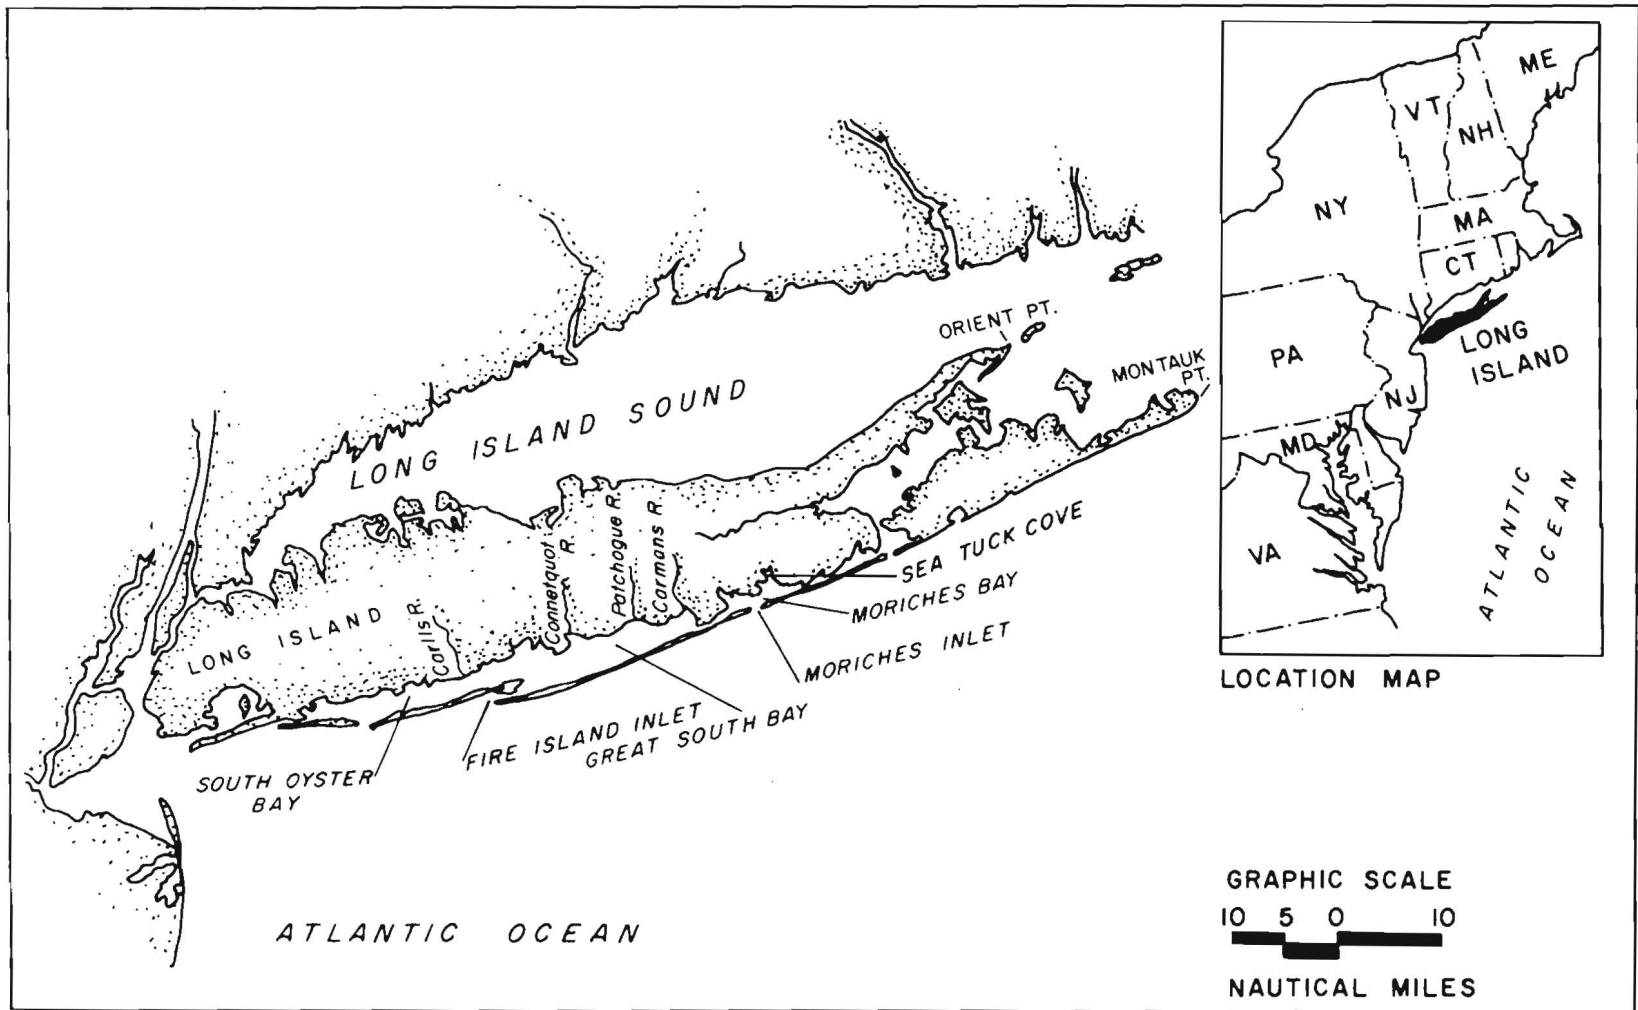 ORIENT PT.
MONTAUK
PT.
LONG ISLAND SOUND
LONG ISLAND
Carlls R.
Connetquot R.
Patchogue R.
Carmans R.
SEA TUCK COVE
MORICHES BAY
MORICHES INLET
FIRE ISLAND INLET
GREAT SOUTH BAY
SOUTH OYSTER
BAY
ATLANTIC OCEAN
ME
VT
NH
NY
MA
CT
PA
LONG
ISLAND
NJ
MD
VA
ATLANTIC
OCEAN
LOCATION MAP
GRAPHIC SCALE
10 5 0 10
NAUTICAL MILES